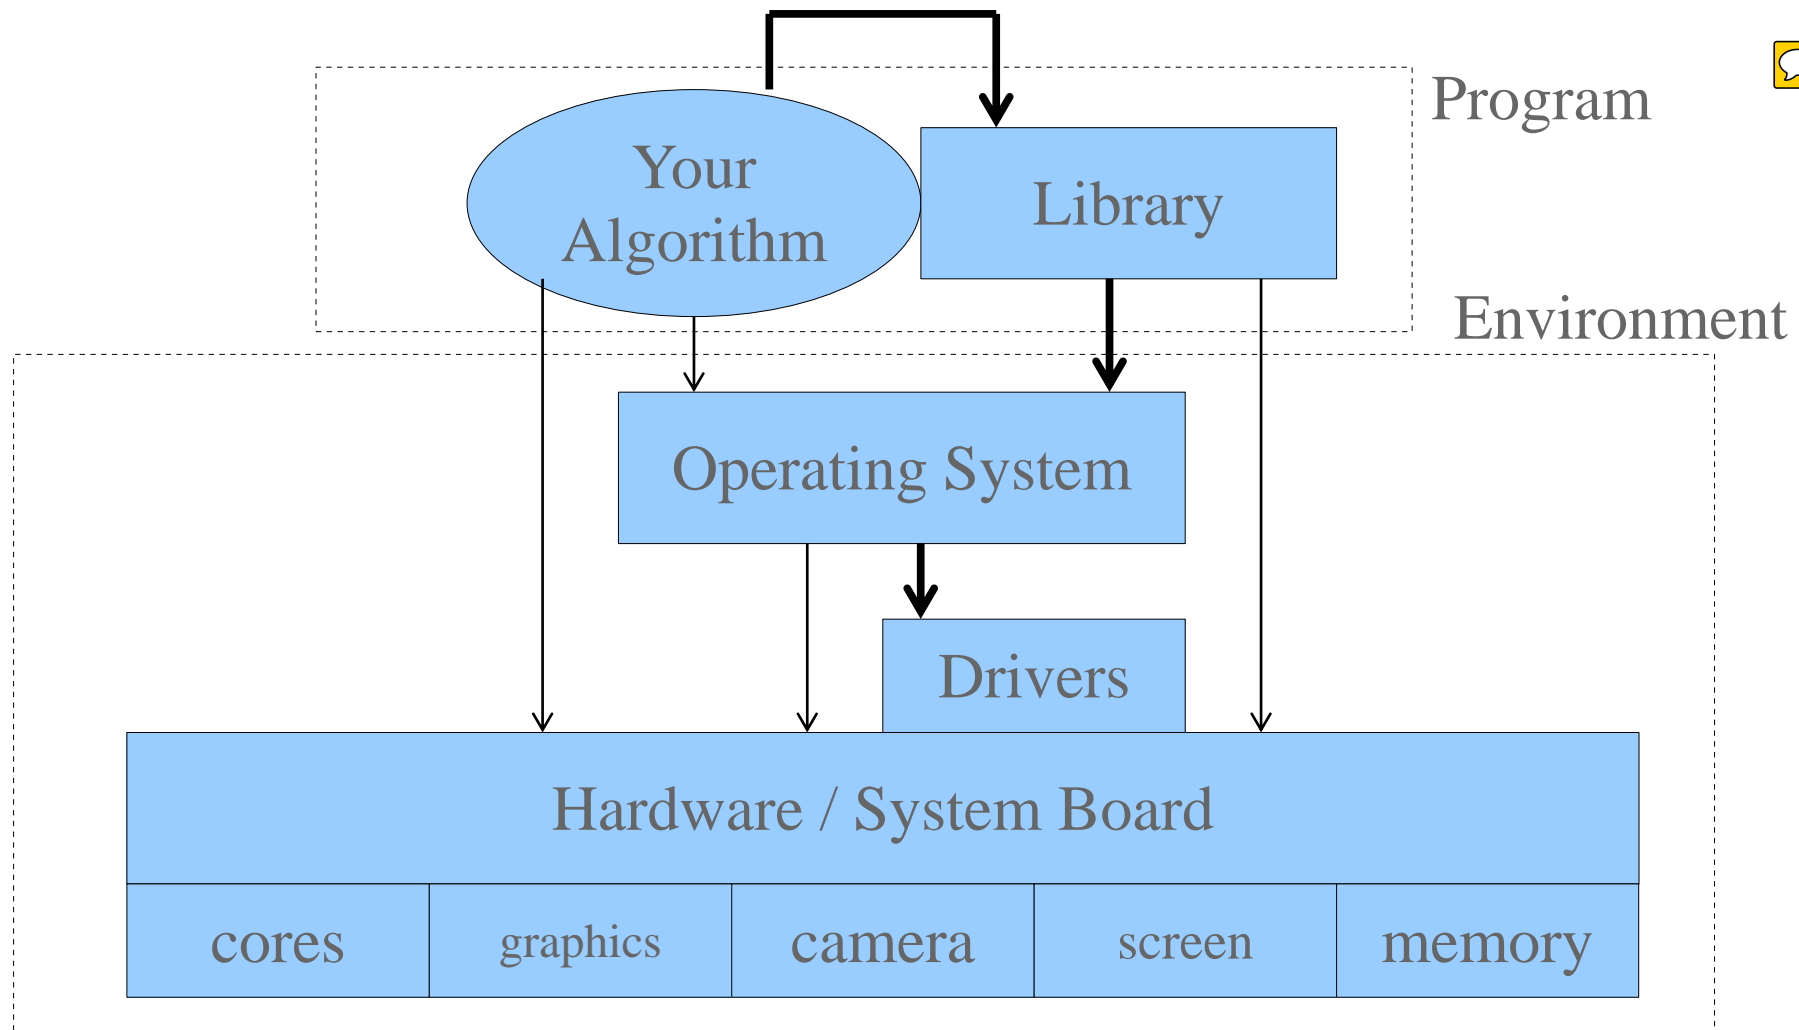 Program
Your
Algorithm
Library
Environment
Operating System
Drivers
Hardware / System Board
cores
graphics
camera
screen
memory